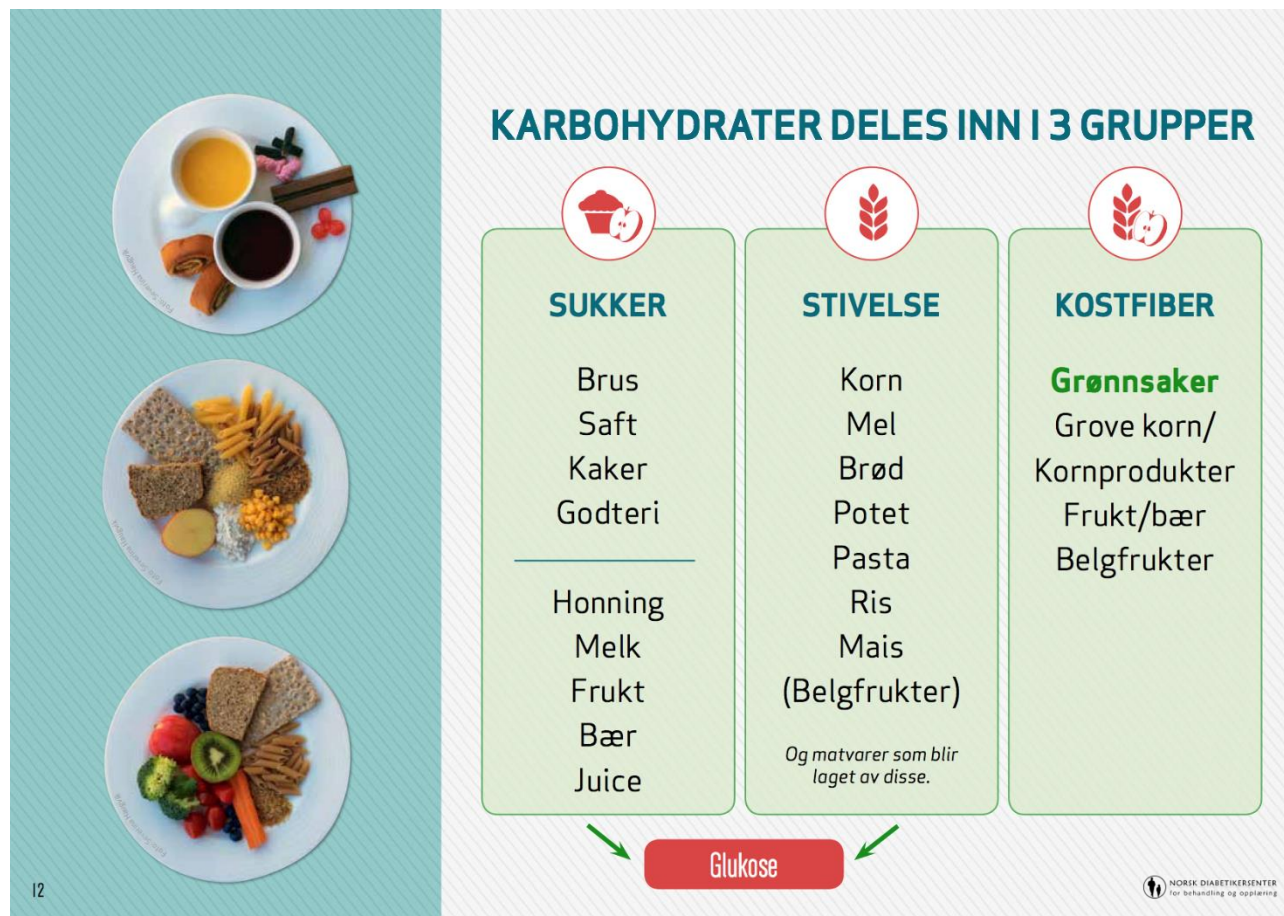 KARBOHYDRATER DELES INN I 3 GRUPPER
SUKKER
Brus
Saft
Kaker
Godteri
Honning
Melk
Frukt
Bær
Juice
STIVELSE
Korn
Mel
Brød
Potet
Pasta
Ris
Mais
(Belgfrukter)
Og matvarer som blir
laget av disse.
KOSTFIBER
Grønnsaker
Grove korn/
Kornprodukter
Frukt/bær
Belgfrukter
Glukose
12
NORSK DIABETIKERSENTER
for behandling og opplæring